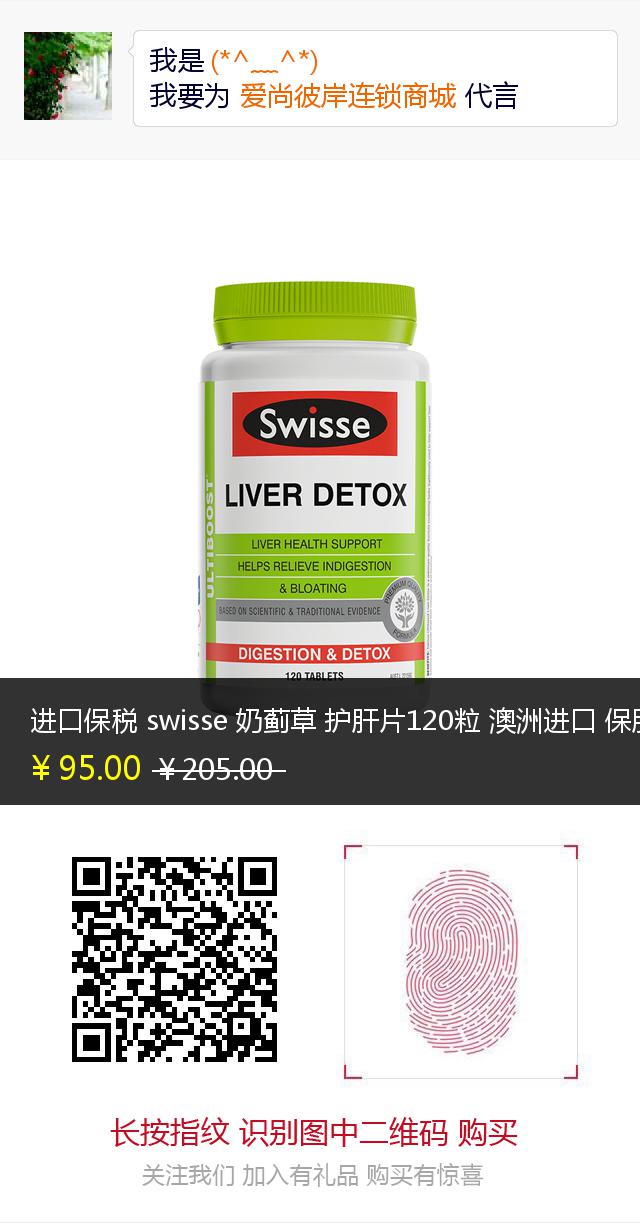 我是 (*^﹏^*)
我要为 爱尚彼岸连锁商城 代言
Swisse
LIVER DETOX
ULTIBOOST
LIVER HEALTH SUPPORT
HELPS RELIEVE INDIGESTION
& BLOATING
BASED ON SCIENTIFIC & TRADITIONAL EVIDENCE
PREMIUM QUALITY
FORMULA
DIGESTION & DETOX
120 TABLETS
进口保税 swisse 奶蓟草 护肝片120粒 澳洲进口 保
¥ 95.00 ¥ 205.00
长按指纹 识别图中二维码 购买
关注我们 加入有礼品 购买有惊喜